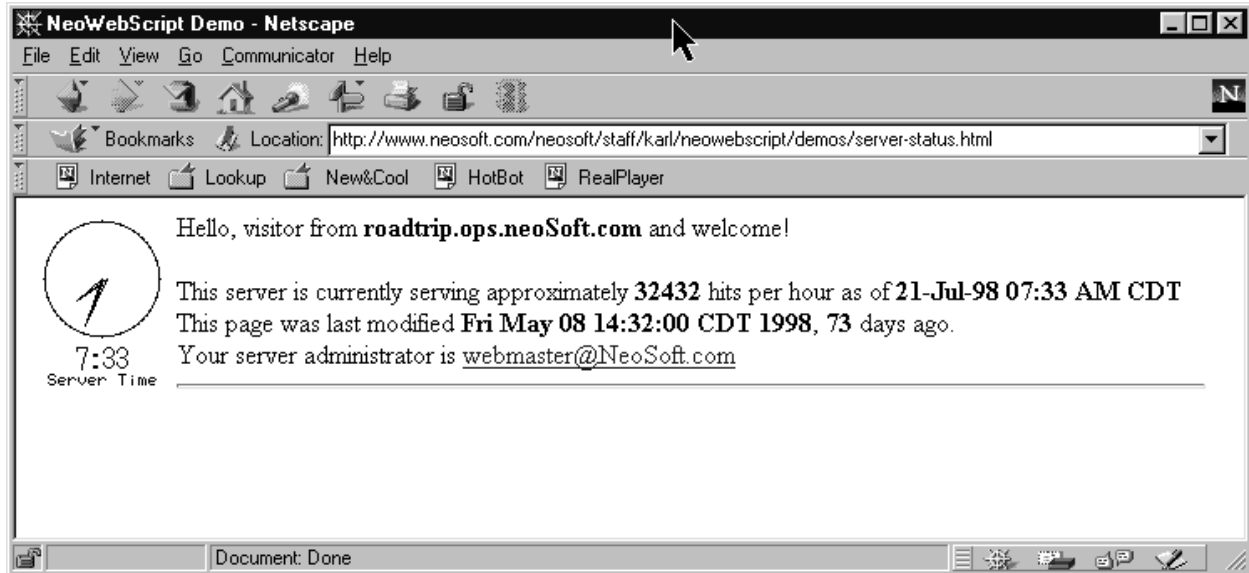 NeoWebScript Demo - Netscape
File Edit View Go Communicator Help
N
Bookmarks Location: http://www.neosoft.com/neosoft/staff/karl/neowebscript/demos/server-status.html
Internet Lookup New&Cool HotBot RealPlayer
Hello, visitor from roadtrip.ops.neoSoft.com and welcome!
This server is currently serving approximately 32432 hits per hour as of 21-Jul-98 07:33 AM CDT
This page was last modified Fri May 08 14:32:00 CDT 1998, 73 days ago.
Your server administrator is webmaster@NeoSoft.com
7:33
Server Time
Document: Done